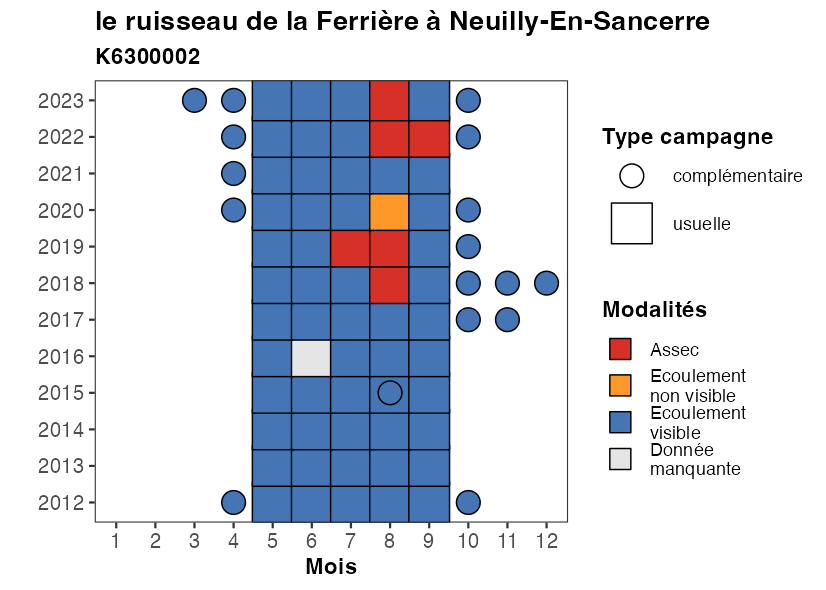 le ruisseau de la Ferrière à Neuilly-En-Sancerre
K6300002
2023
2022
2021
2020
2019
2018
2017
2016
2015
2014
2013
2012
1 2 3 4 5 6 7 8 9 10 11 12
Mois
Type campagne
complémentaire
usuelle
Modalités
Assec
Ecoulement
non visible
Ecoulement
visible
Donnée
manquante